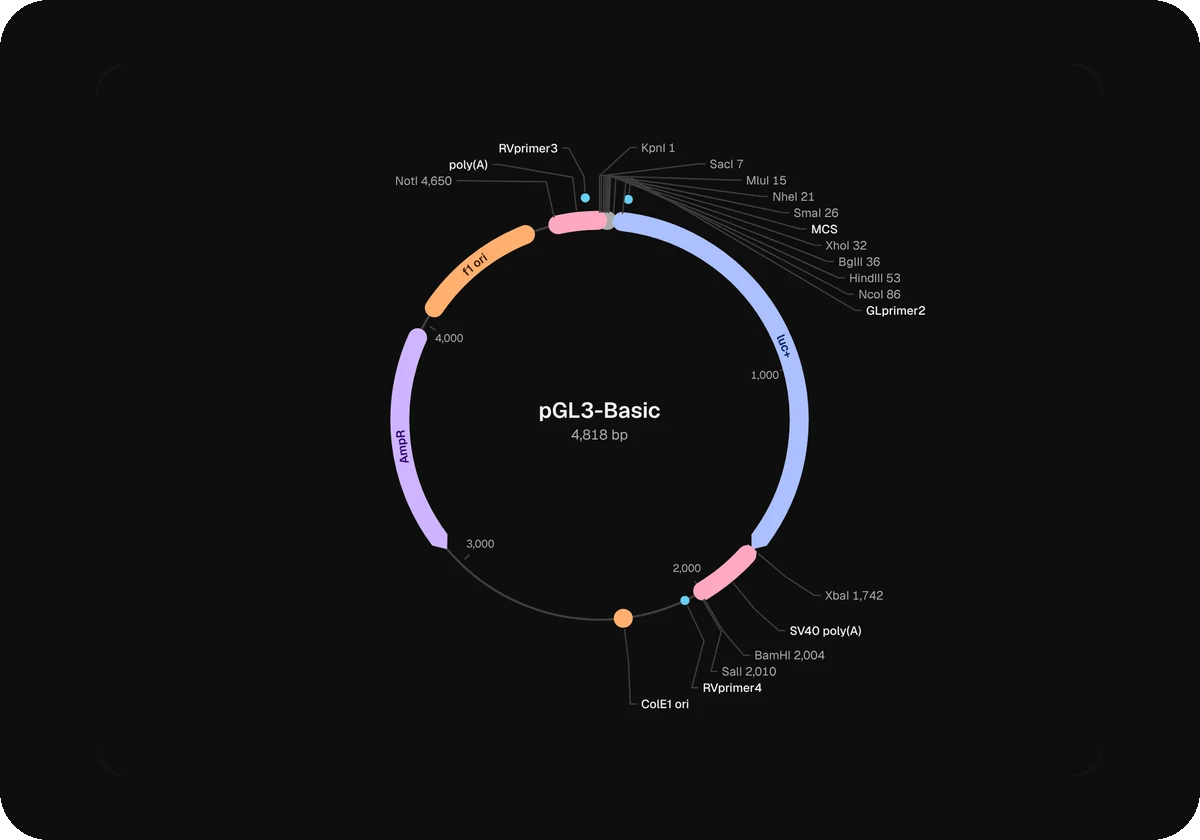 RVprimer3
poly(A)
NotI 4,650
KpnI 1
SacI 7
MluI 15
NheI 21
SmaI 26
MCS
XhoI 32
BglII 36
HindIII 53
NcoI 86
GLprimer2
f1 ori
luc+
4,000
1,000
pGL3-Basic
4,818 bp
AmpR
3,000
2,000
XbaI 1,742
SV40 poly(A)
BamHI 2,004
SalI 2,010
RVprimer4
ColE1 ori